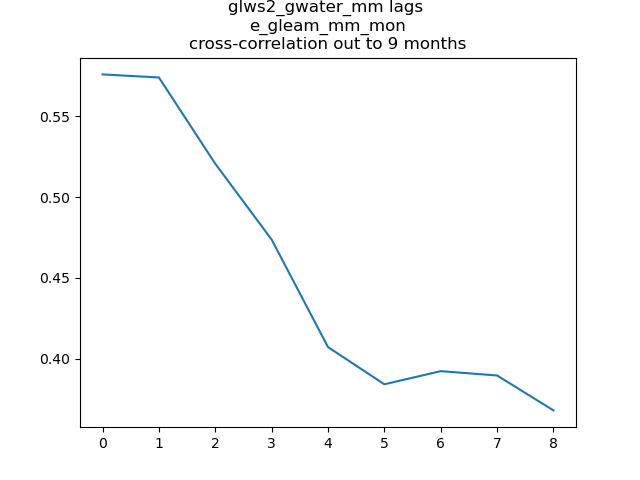 glws2_gwater_mm lags
e_gleam_mm_mon
cross-correlation out to 9 months
0.55
0.50
0.45
0.40
0 1 2 3 4 5 6 7 8